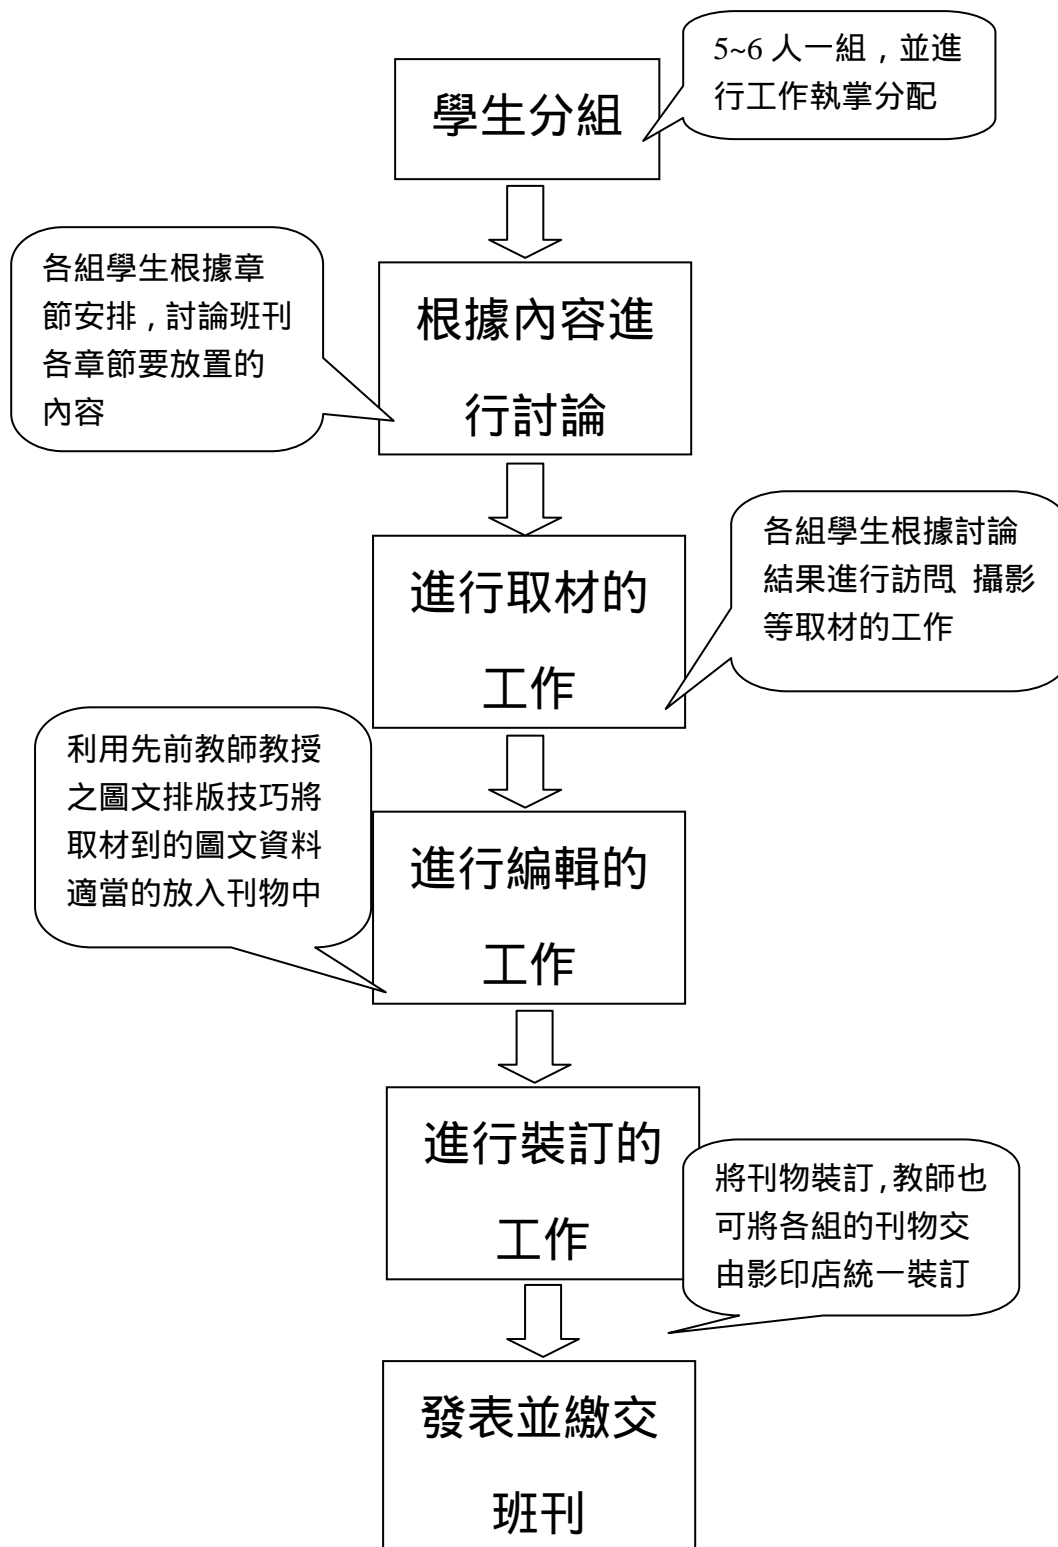 學生分組
5~6 人一組，並進
行工作執掌分配
根據內容進
行討論
各組學生根據章
節安排，討論班刊
各章節要放置的
內容
進行取材的
工作
各組學生根據討論
結果進行訪問、攝影
等取材的工作
進行編輯的
工作
利用先前教師教授
之圖文排版技巧將
取材到的圖文資料
適當的放入刊物中
進行裝訂的
工作
將刊物裝訂，教師也
可將各組的刊物交
由影印店統一裝訂
發表並繳交
班刊